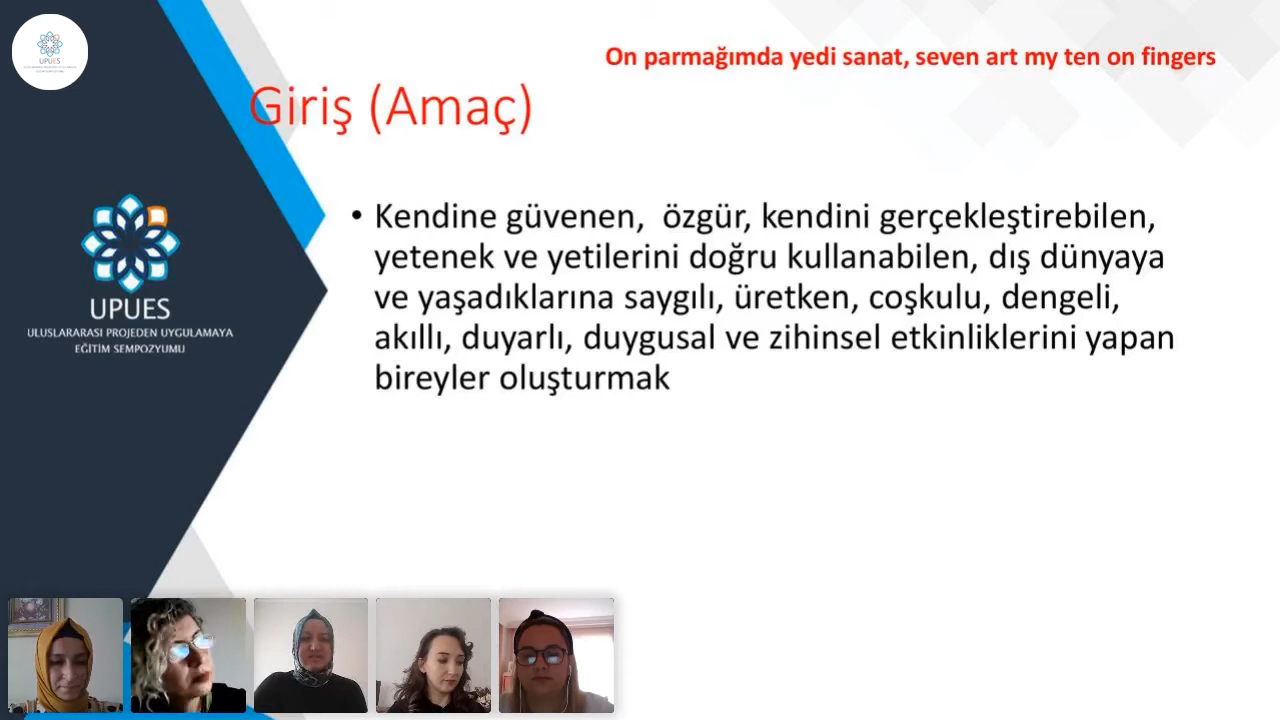 UPUES
On parmağımda yedi sanat, seven art my ten on fingers
Giriş (Amaç)
• Kendine güvenen, özgür, kendini gerçekleştirebilen,
yetenek ve yetilerini doğru kullanabilen, dış dünyaya
ve yaşadıklarına saygılı, üretken, coşkulu, dengeli,
akıllı, duyarlı, duygusal ve zihinsel etkinliklerini yapan
bireyler oluşturmak
UPUES
ULUSLARARASI PROJEDEN UYGULAMAYA
EĞİTİM SEMPOZYUMU